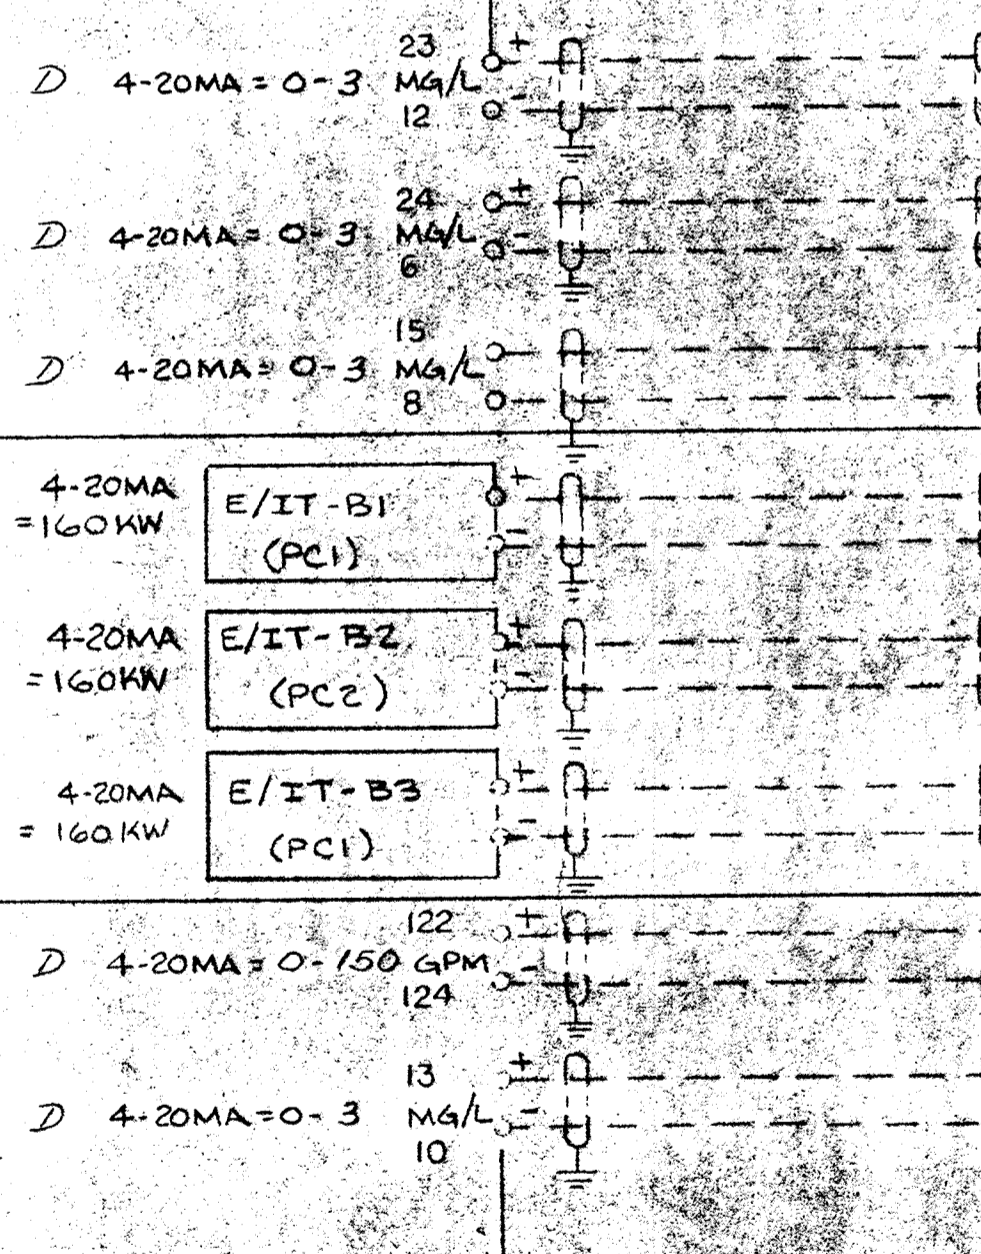 23 +
D 4-20MA = 0-3 MG/L
12 -
24 +
D 4-20MA = 0-3 MG/L -
6
15
D 4-20MA = 0-3 MG/L
8
4-20MA
= 160KW
E/IT-B1
(PC1)
+
-
4-20MA
= 160KW
E/IT-B2
(PC2)
+
-
4-20MA
= 160KW
E/IT-B3
(PC1)
+
-
122 +
D 4-20MA = 0-150 GPM -
124
13 +
D 4-20MA = 0-3 MG/L -
10